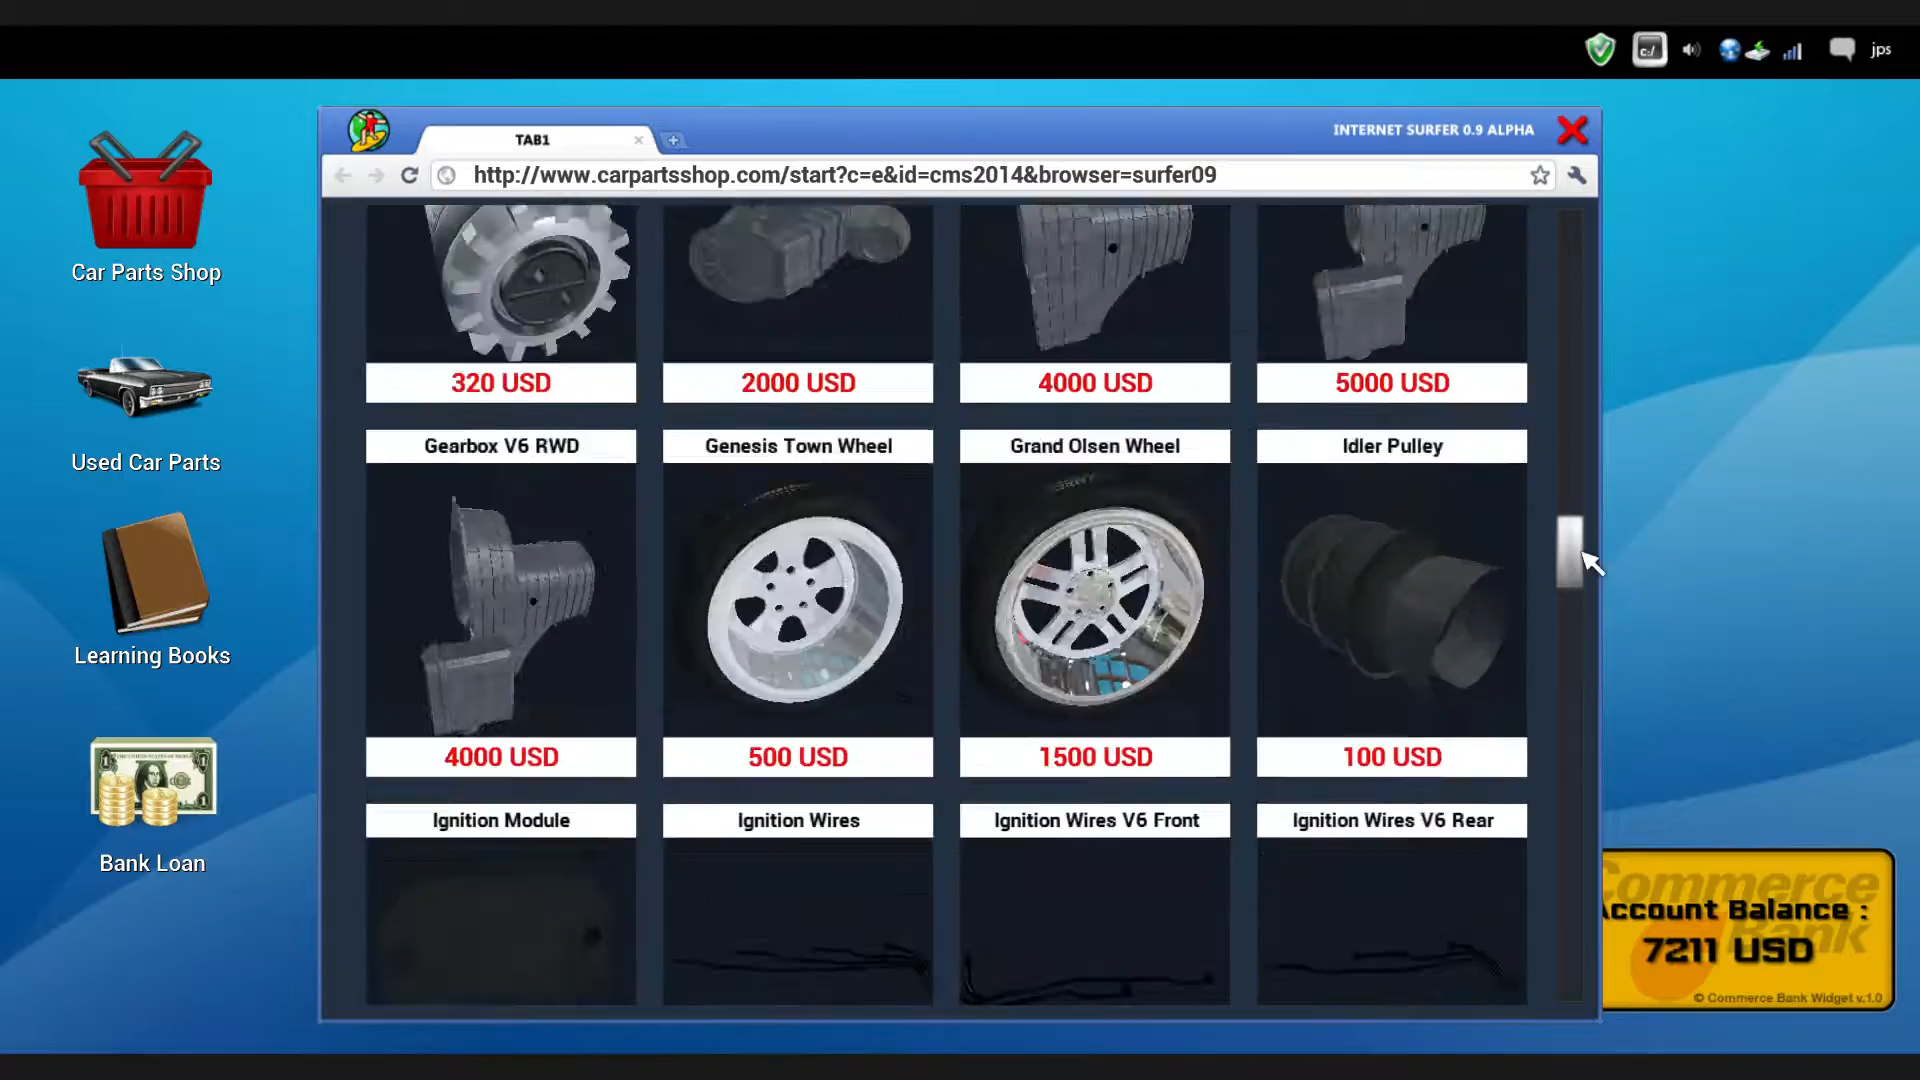 jps
TAB1
INTERNET SURFER 0.9 ALPHA
http://www.carpartsshop.com/start?c=e&id=cms2014&browser=surfer09
Car Parts Shop
Used Car Parts
Learning Books
Bank Loan
320 USD
2000 USD
4000 USD
5000 USD
Gearbox V6 RWD
Genesis Town Wheel
Grand Olsen Wheel
Idler Pulley
4000 USD
500 USD
1500 USD
100 USD
Ignition Module
Ignition Wires
Ignition Wires V6 Front
Ignition Wires V6 Rear
Commerce
Bank
Account Balance :
7211 USD
© Commerce Bank Widget v.1.0